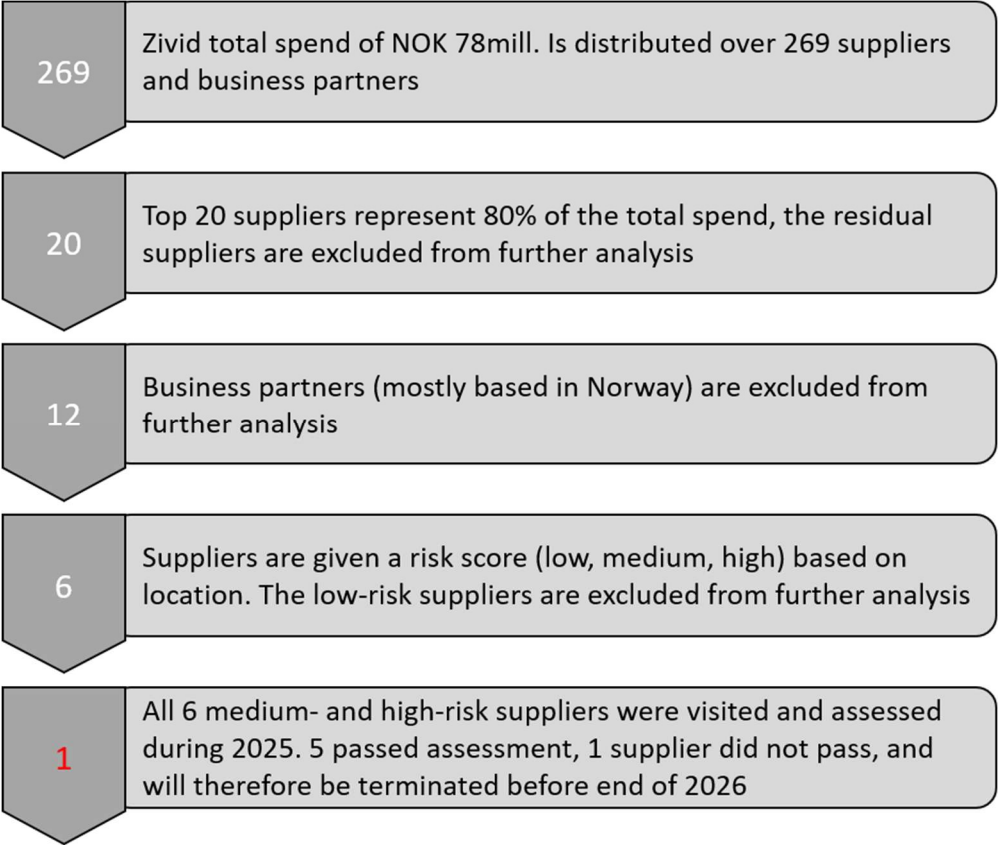 269
Zivid total spend of NOK 78mill. Is distributed over 269 suppliers
and business partners
20
Top 20 suppliers represent 80% of the total spend, the residual
suppliers are excluded from further analysis
12
Business partners (mostly based in Norway) are excluded from
further analysis
6
Suppliers are given a risk score (low, medium, high) based on
location. The low-risk suppliers are excluded from further analysis
1
All 6 medium- and high-risk suppliers were visited and assessed
during 2025. 5 passed assessment, 1 supplier did not pass, and
will therefore be terminated before end of 2026